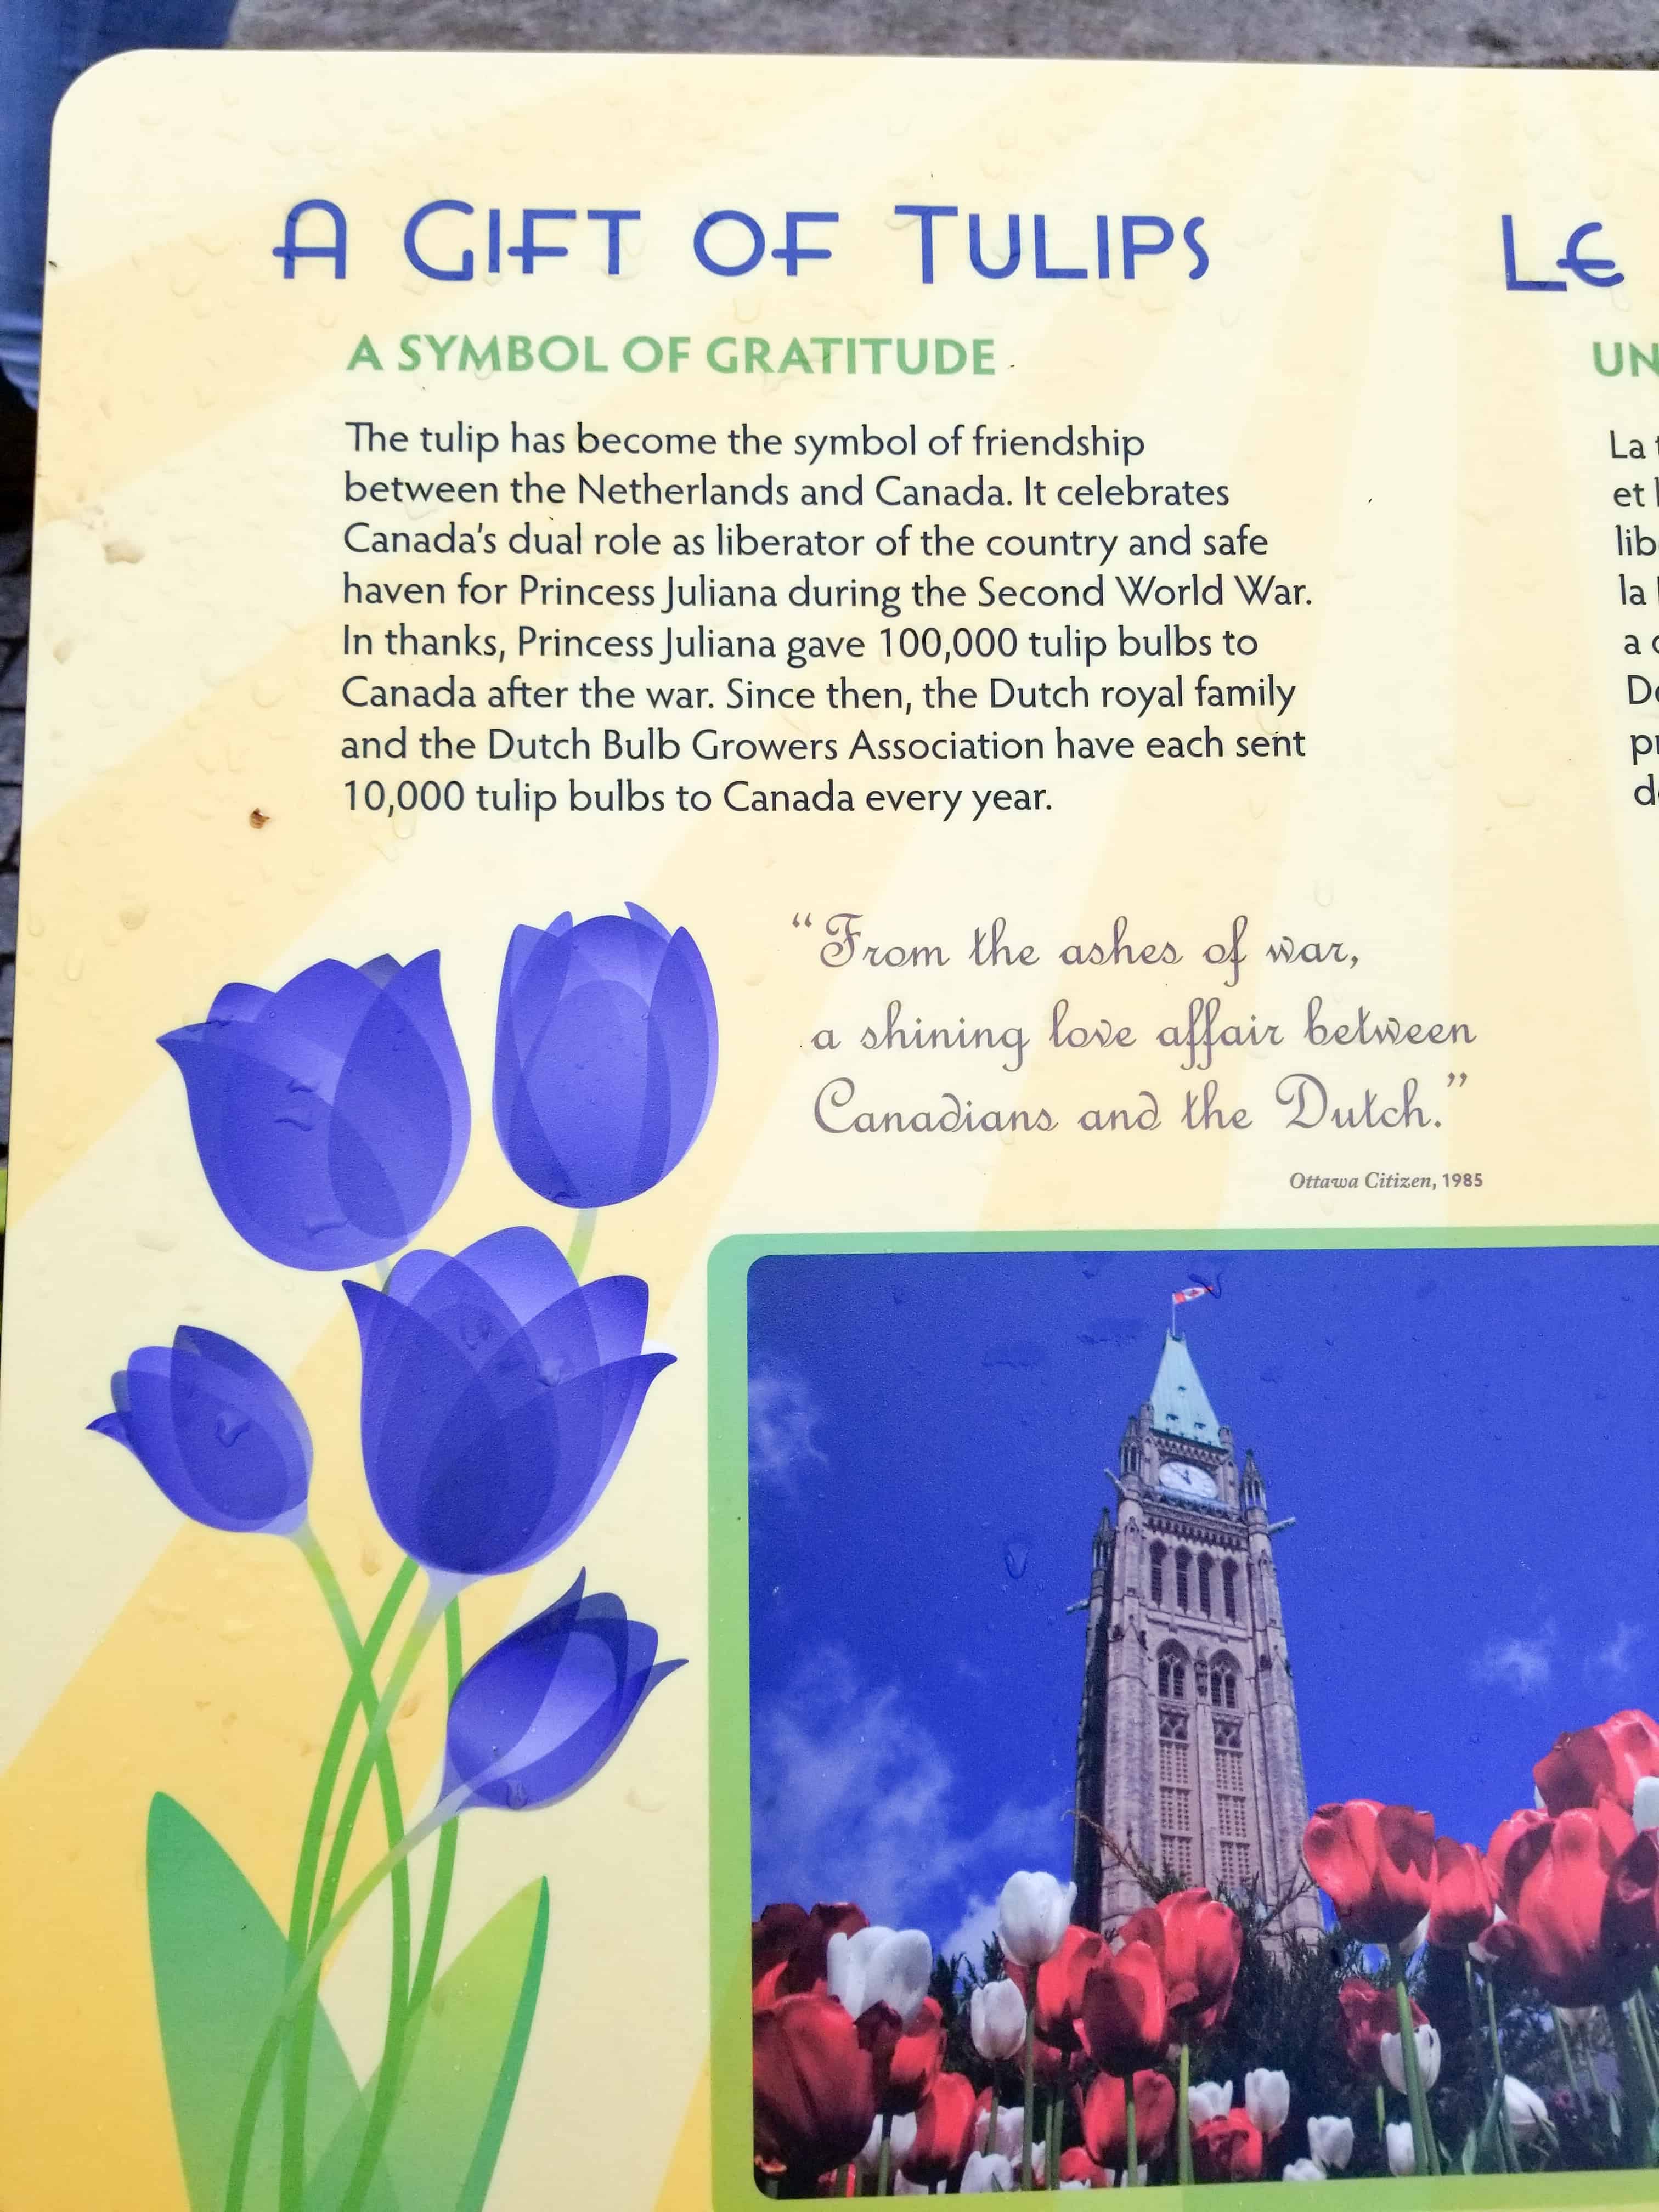 A GIFT OF TULIPS
A SYMBOL OF GRATITUDE
The tulip has become the symbol of friendship
between the Netherlands and Canada. It celebrates
Canada's dual role as liberator of the country and safe
haven for Princess Juliana during the Second World War.
In thanks, Princess Juliana gave 100,000 tulip bulbs to
Canada after the war. Since then, the Dutch royal family
and the Dutch Bulb Growers Association have each sent
10,000 tulip bulbs to Canada every year.
“From the ashes of war,
a shining love affair between
Canadians and the Dutch.”
Ottawa Citizen, 1985
LE
UN
La
et
lib
la
a